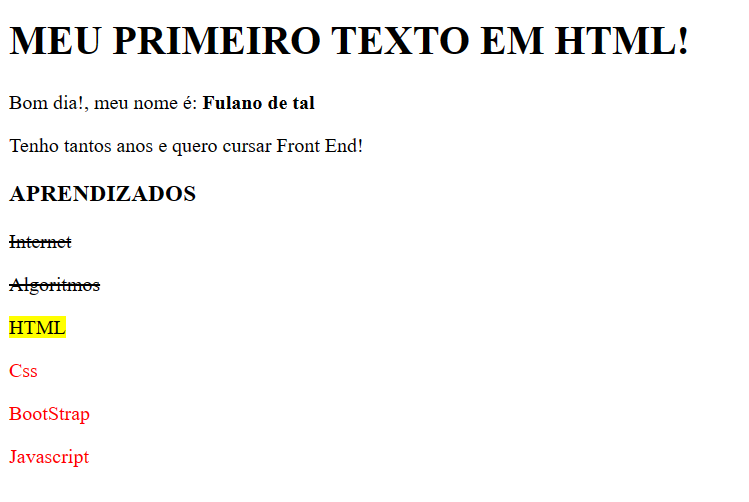 MEU PRIMEIRO TEXTO EM HTML!
Bom dia!, meu nome é: Fulano de tal
Tenho tantos anos e quero cursar Front End!
APRENDIZADOS
Internet
Algoritmos
HTML
Css
BootStrap
Javascript